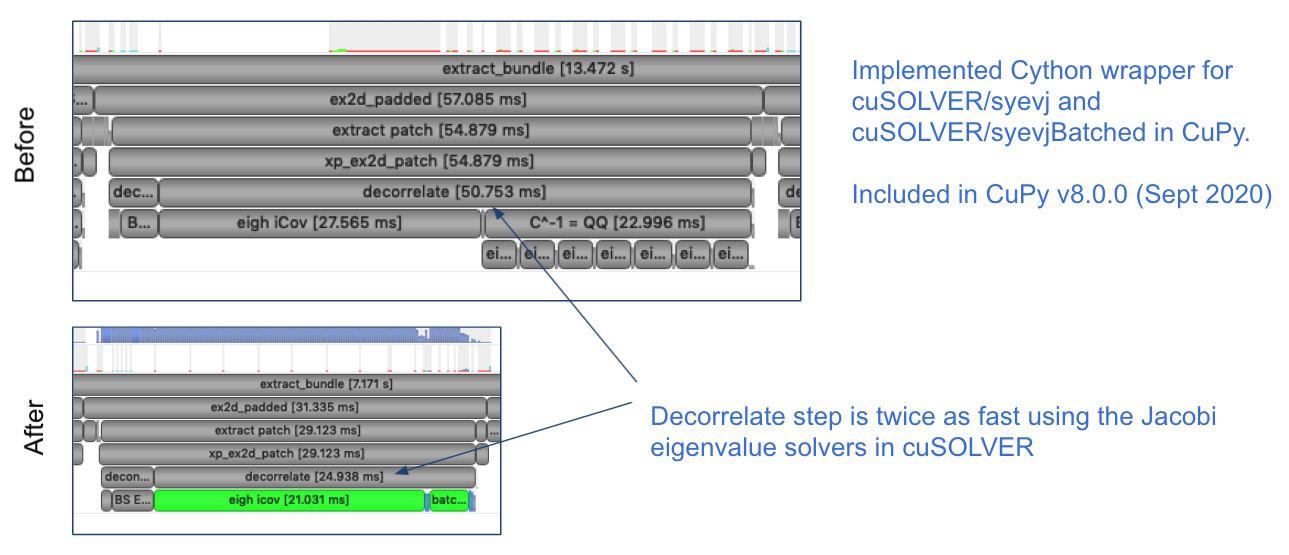 Before
extract_bundle [13.472 s]
ex2d_padded [57.085 ms]
extract patch [54.879 ms]
xp_ex2d_patch [54.879 ms]
dec... decorrelate [50.753 ms] de
B... eigh iCov [27.565 ms] C^-1 = QQ [22.996 ms]
ei... ei... ei... ei... ei... ei... ei...
Implemented Cython wrapper for
cuSOLVER/syevj and
cuSOLVER/syevjBatched in CuPy.
Included in CuPy v8.0.0 (Sept 2020)
After
extract_bundle [7.171 s]
ex2d_padded [31.335 ms]
extract patch [29.123 ms] ...
xp_ex2d_patch [29.123 ms]
decon... decorrelate [24.938 ms]
BS E... eigh icov [21.031 ms] batc...
Decorrelate step is twice as fast using the Jacobi
eigenvalue solvers in cuSOLVER